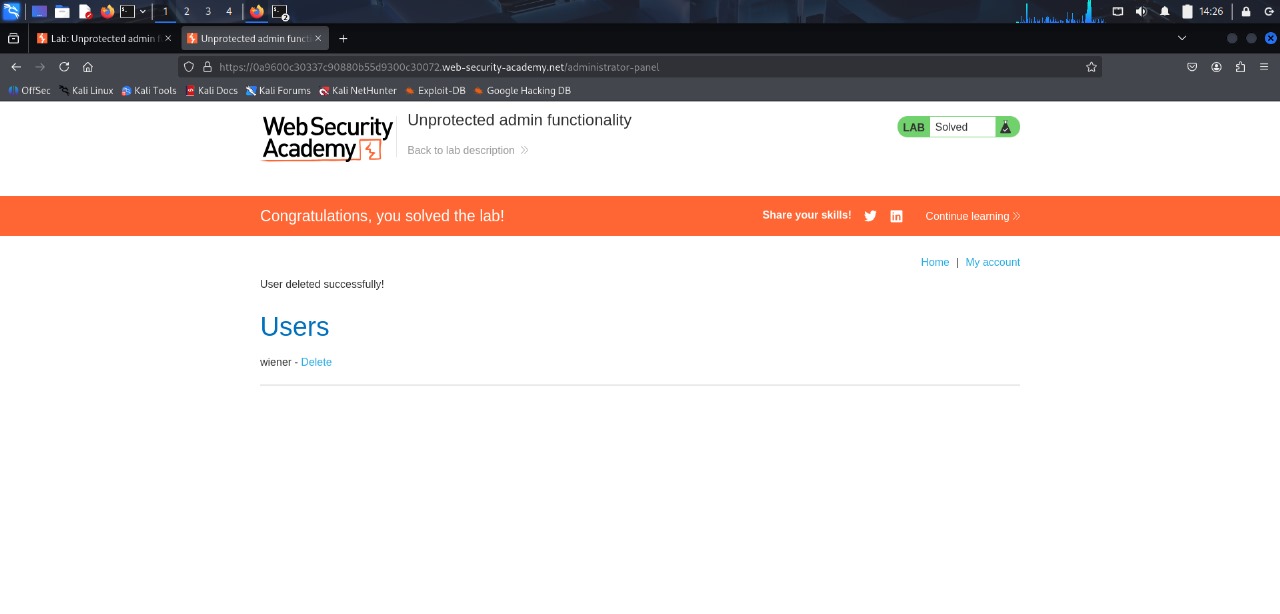 1 2 3 4 2 14:26
Lab: Unprotected admin f Unprotected admin funct
https://0a9600c30337c90880b55d9300c30072.web-security-academy.net/administrator-panel
OffSec Kali Linux Kali Tools Kali Docs Kali Forums Kali NetHunter Exploit-DB Google Hacking DB
WebSecurity
Academy
Unprotected admin functionality
Back to lab description
LAB Solved
Congratulations, you solved the lab!
Share your skills!
Continue learning
Home | My account
User deleted successfully!
Users
wiener - Delete